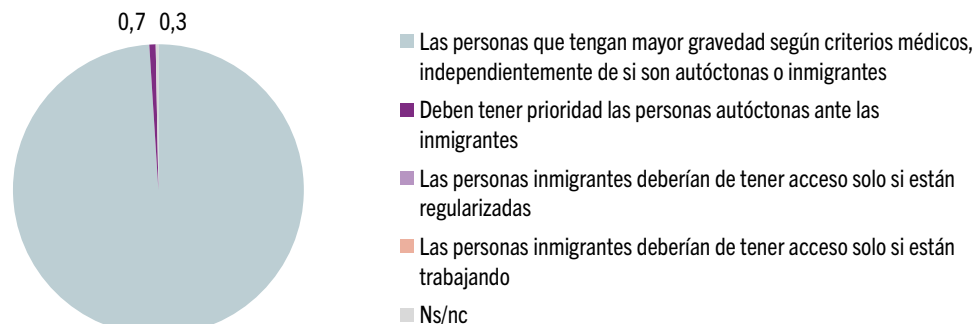 0,7 0,3
Las personas que tengan mayor gravedad según criterios médicos,
independientemente de si son autóctonas o inmigrantes
Deben tener prioridad las personas autóctonas ante las
inmigrantes
Las personas inmigrantes deberían de tener acceso solo si están
regularizadas
Las personas inmigrantes deberían de tener acceso solo si están
trabajando
Ns/nc